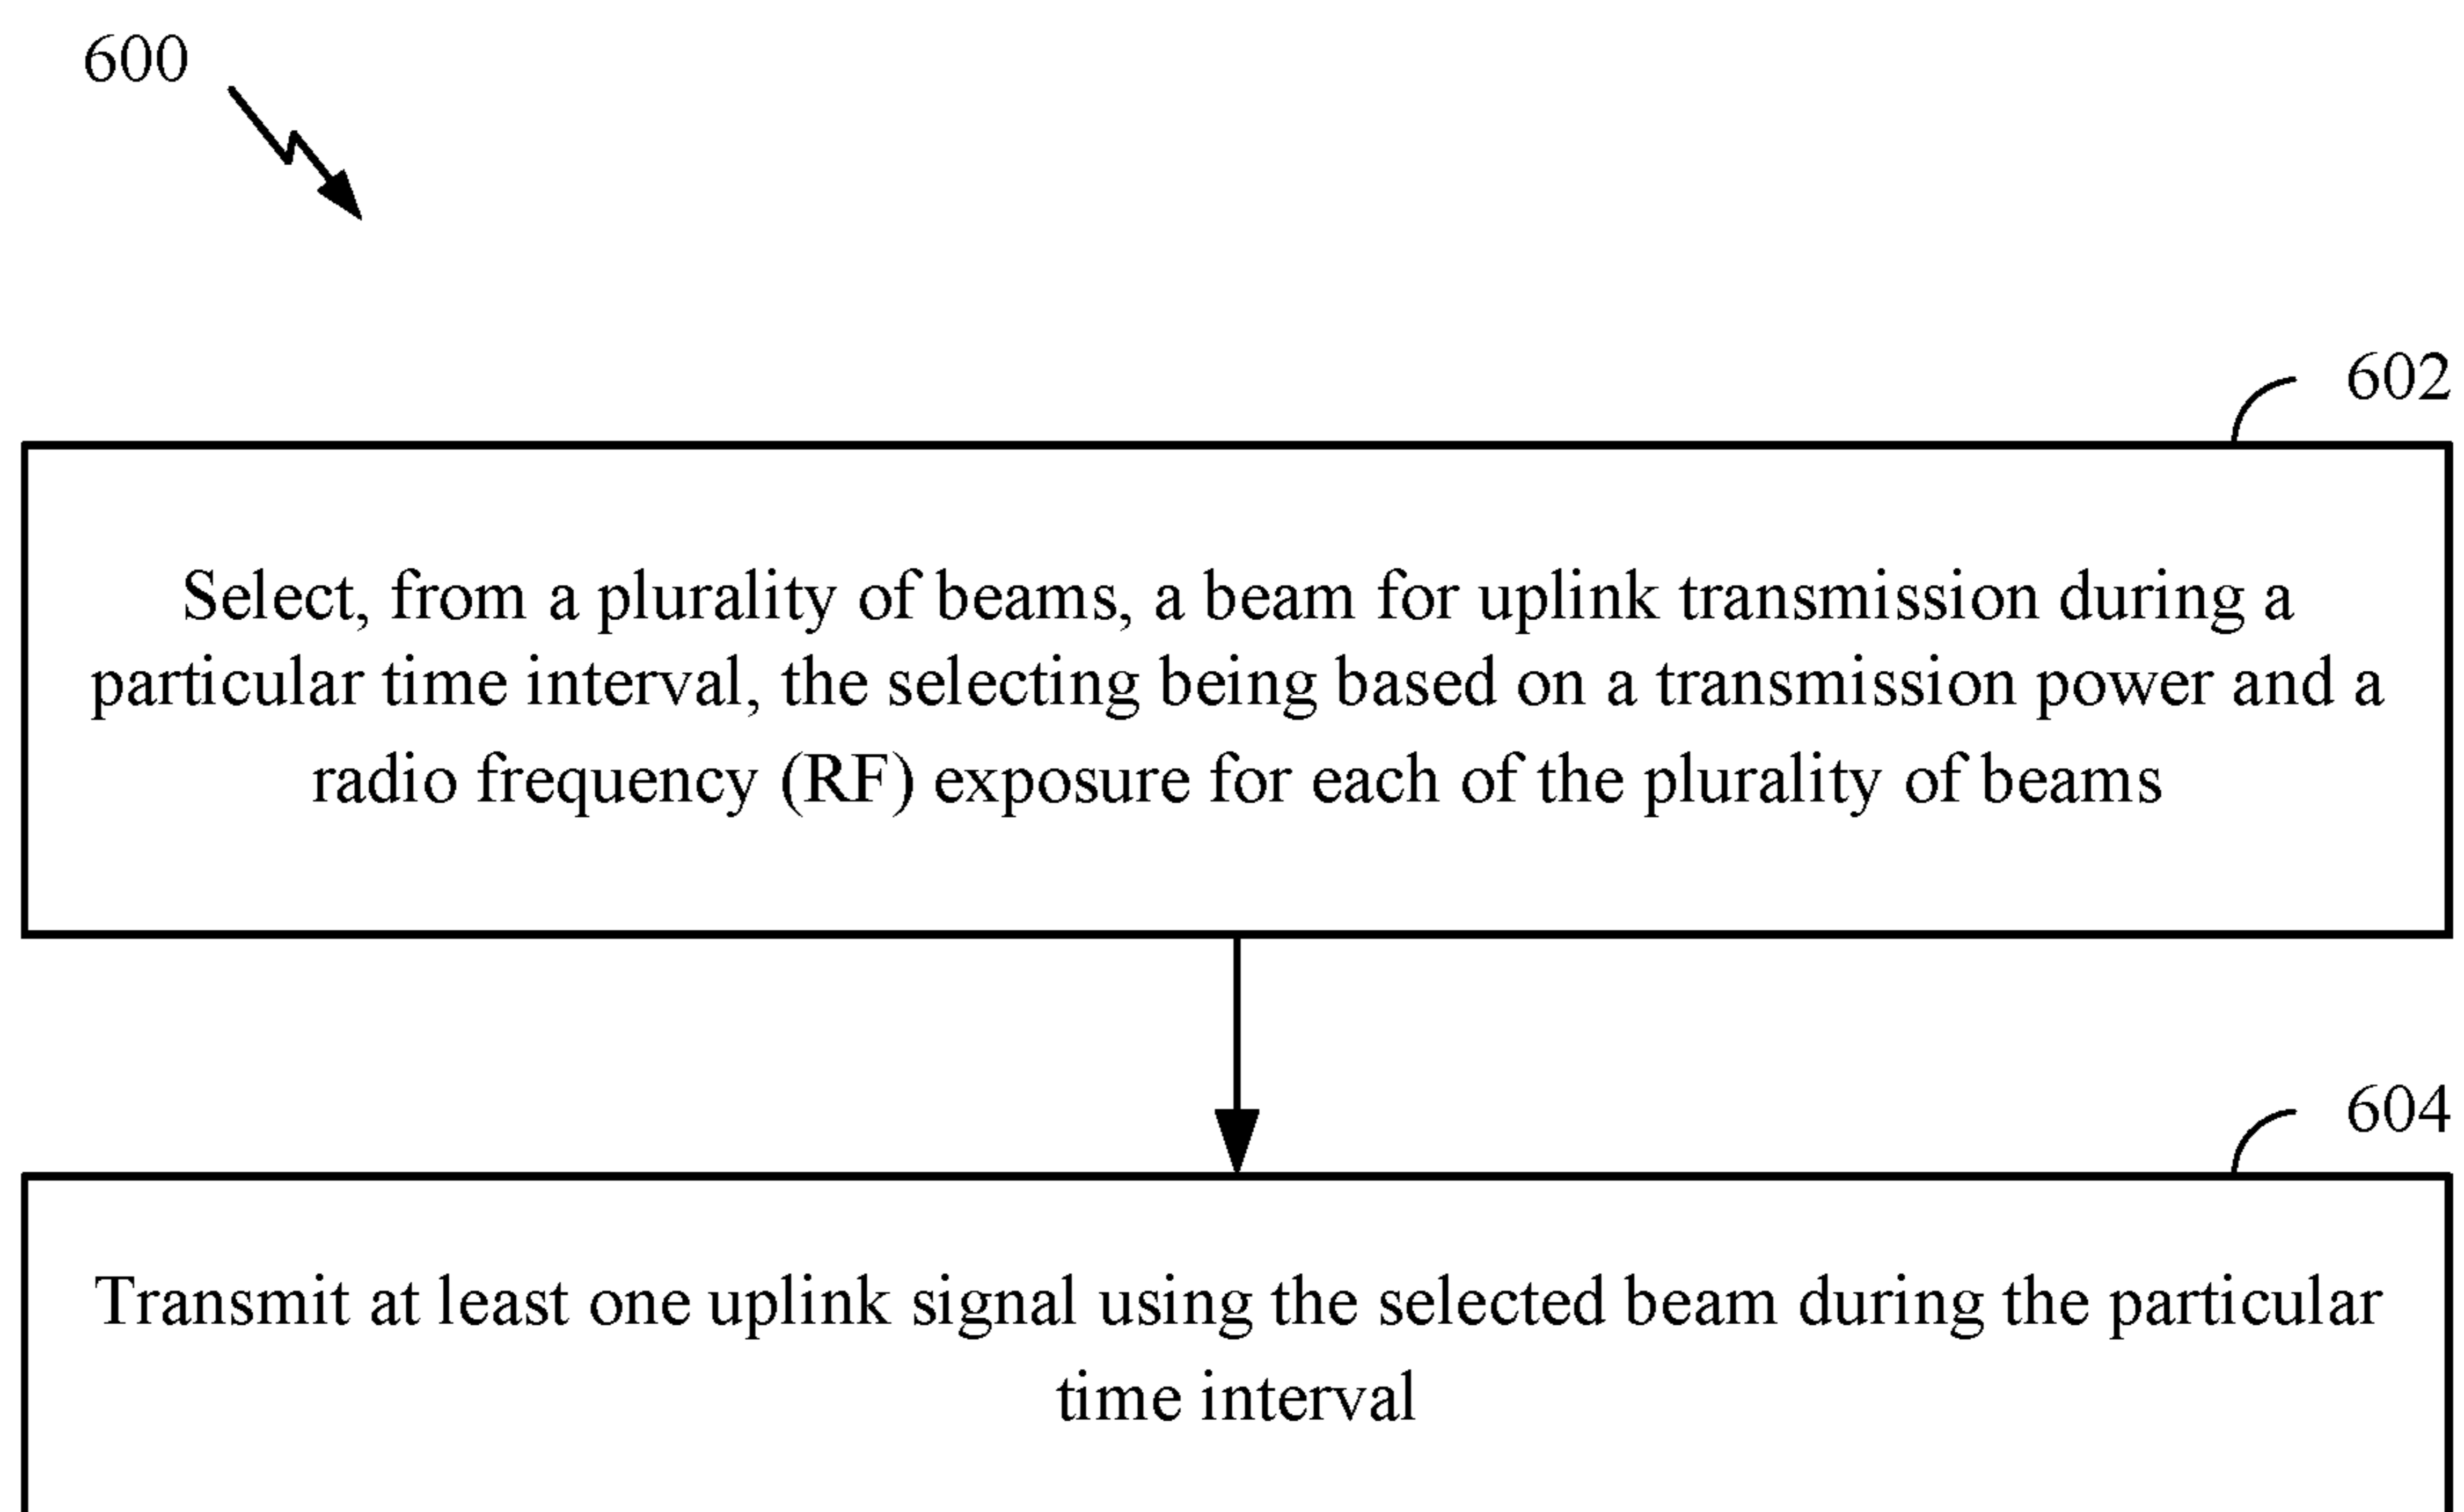 600
602
Select, from a plurality of beams, a beam for uplink transmission during a
particular time interval, the selecting being based on a transmission power and a
radio frequency (RF) exposure for each of the plurality of beams
604
Transmit at least one uplink signal using the selected beam during the particular
time interval